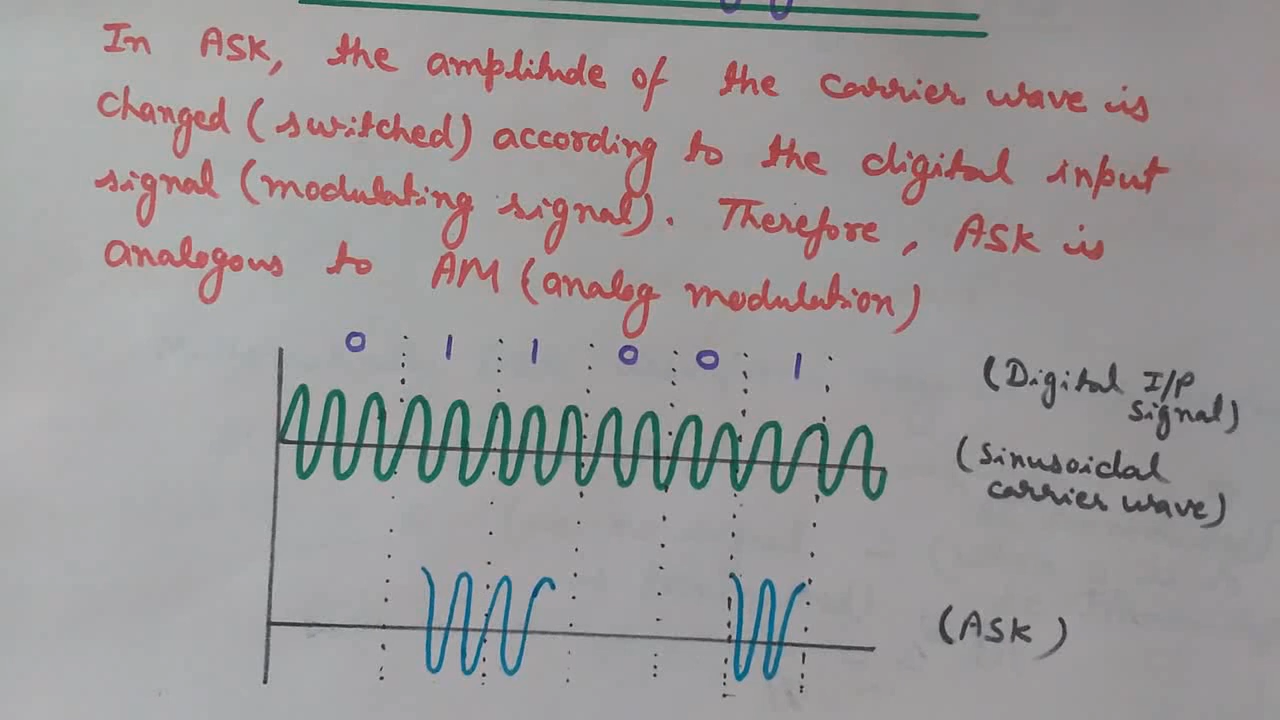 In ASK, the amplitude of the carrier wave is
changed (switched) according to the digital input
signal (modulating signal). Therefore, ASK is
analogous to AM (analog modulation)
0 1 1 0 0 1
(Digital I/P
signal)
(Sinusoidal
carrier wave)
(ASK)